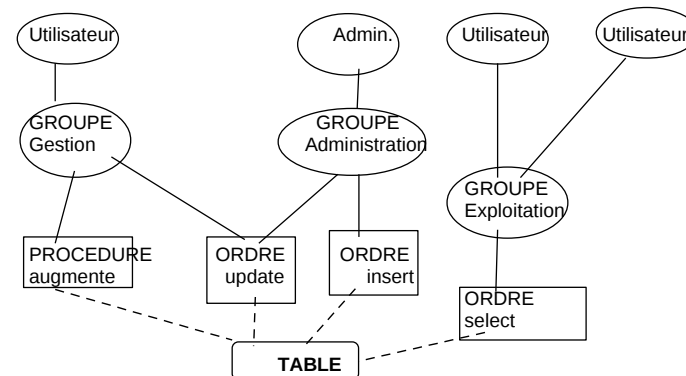 Utilisateur
Admin.
Utilisateur
Utilisateur
GROUPE
Gestion
GROUPE
Administration
GROUPE
Exploitation
PROCEDURE
augmente
ORDRE
update
ORDRE
insert
ORDRE
select
TABLE